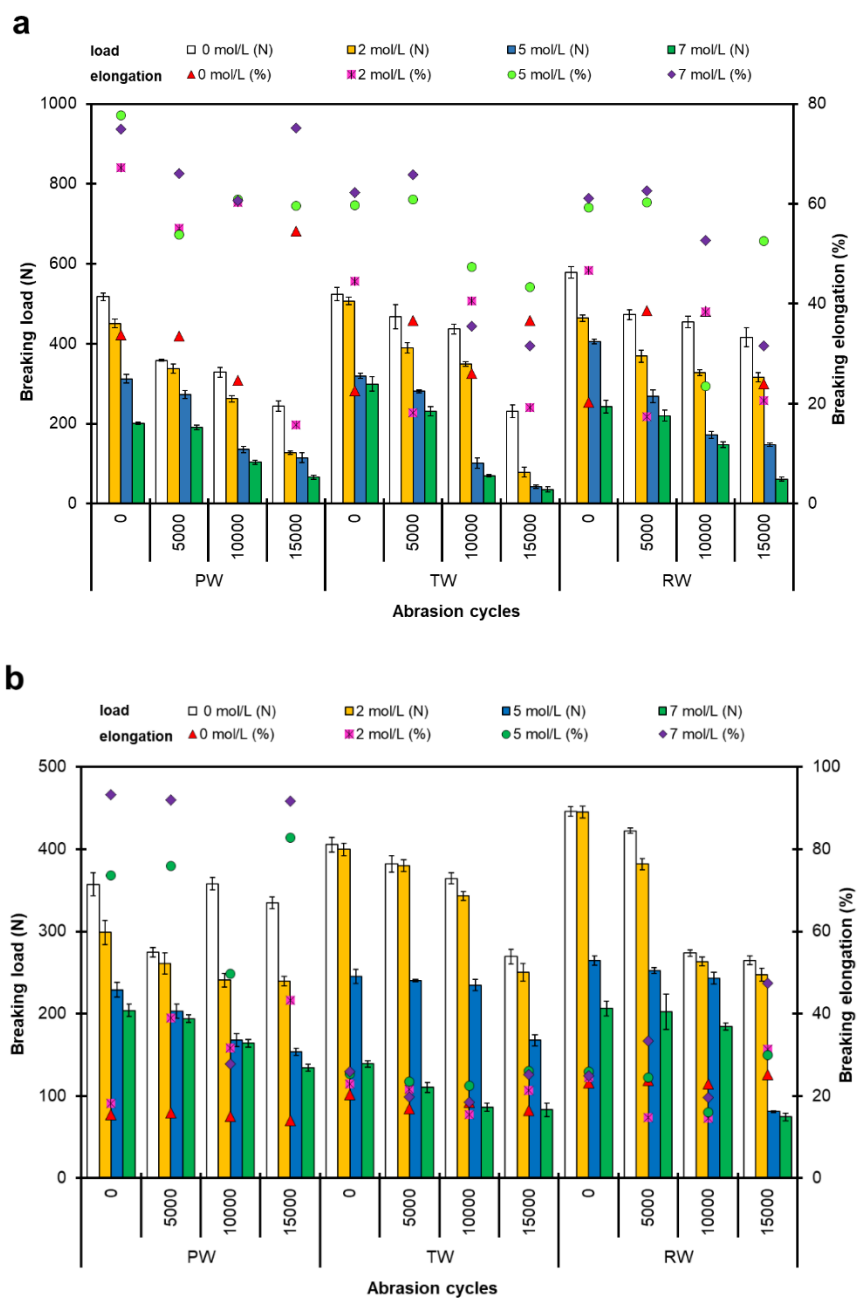 a
load 0 mol/L (N) 2 mol/L (N) 5 mol/L (N) 7 mol/L (N)
elongation 0 mol/L (%) 2 mol/L (%) 5 mol/L (%) 7 mol/L (%)
1000 80
800 60
600
400 40
200 20
0 0
Breaking load (N)
Breaking elongation (%)
0 5000 10000 15000 0 5000 10000 15000 0 5000 10000 15000
PW TW RW
Abrasion cycles
b
load 0 mol/L (N) 2 mol/L (N) 5 mol/L (N) 7 mol/L (N)
elongation 0 mol/L (%) 2 mol/L (%) 5 mol/L (%) 7 mol/L (%)
500 100
400 80
300 60
200 40
100 20
0 0
Breaking load (N)
Breaking elongation (%)
0 5000 10000 15000 0 5000 10000 15000 0 5000 10000 15000
PW TW RW
Abrasion cycles